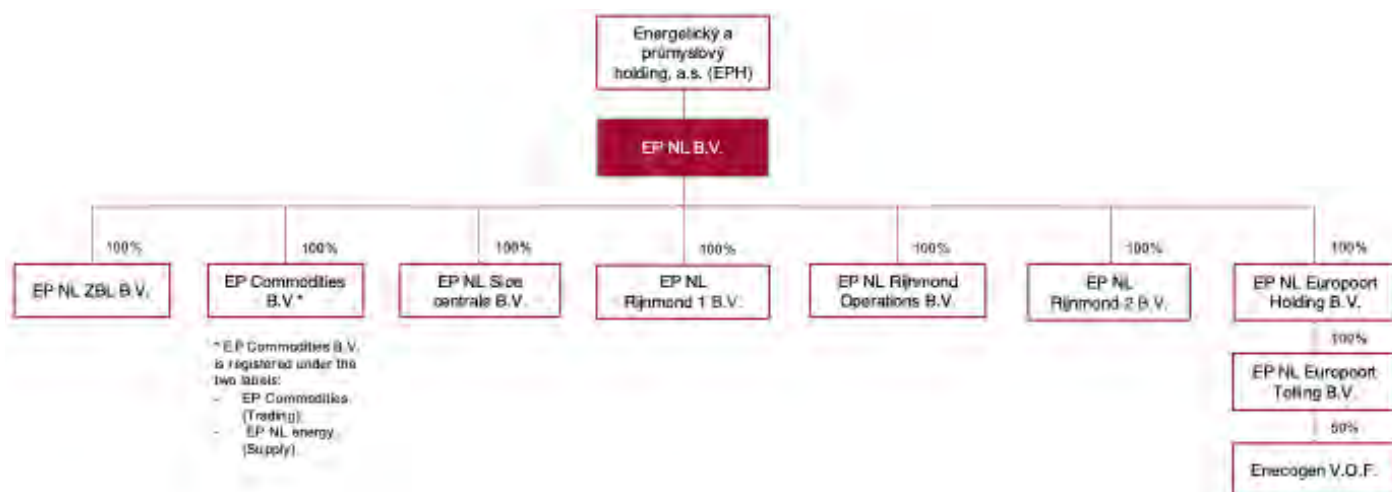 Energetický a
průmyslový
holding, a.s. (EPH)
EP NL B.V.
100%
100%
100%
100%
100%
100%
100%
EP NL ZBL B.V.
EP Commodities
B.V.*
EP NL Sloe
centrale B.V.
EP NL
Rijnmond 1 B.V.
EP NL Rijnmond
Operations B.V.
EP NL
Rijnmond 2 B.V.
EP NL Europoort
Holding B.V.
* EP Commodities B.V.
is registered under the
two labels:
- EP Commodities
(Trading)
- EP NL energy
(Supply)
100%
EP NL Europoort
Tolling B.V.
50%
Enecogen V.O.F.